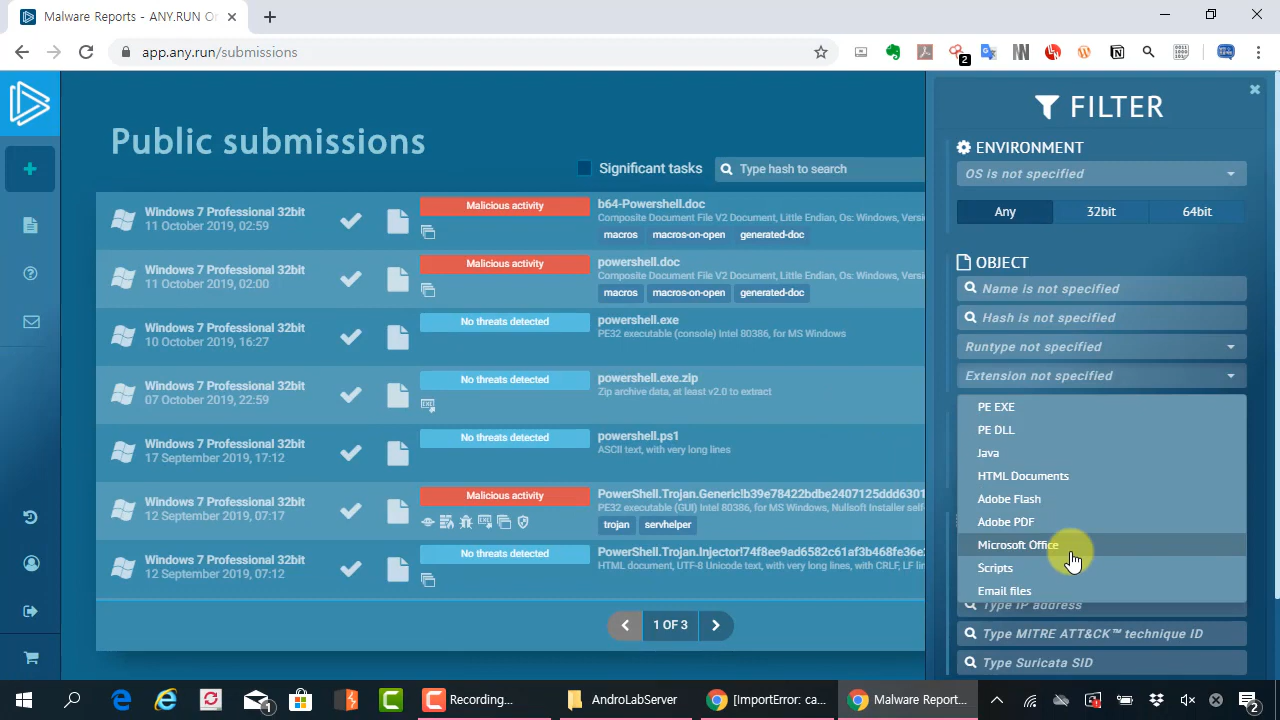 Malware Reports - ANY.RUN On
app.any.run/submissions
2
Public submissions
Significant tasks
Type hash to search
Windows 7 Professional 32bit
11 October 2019, 02:59
Malicious activity
b64-Powershell.doc
Composite Document File V2 Document, Little Endian, Os: Windows, Versi
macros macros-on-open generated-doc
Windows 7 Professional 32bit
11 October 2019, 02:00
Malicious activity
powershell.doc
Composite Document File V2 Document, Little Endian, Os: Windows, Versi
macros macros-on-open generated-doc
Windows 7 Professional 32bit
10 October 2019, 16:27
No threats detected
powershell.exe
PE32 executable (console) Intel 80386, for MS Windows
Windows 7 Professional 32bit
07 October 2019, 22:59
No threats detected
powershell.exe.zip
Zip archive data, at least v2.0 to extract
Windows 7 Professional 32bit
17 September 2019, 17:12
No threats detected
powershell.ps1
ASCII text, with very long lines
Windows 7 Professional 32bit
12 September 2019, 07:17
Malicious activity
PowerShell.Trojan.Generic!b39e78422bdbe2407125ddd6301
PE32 executable (GUI) Intel 80386, for MS Windows, Nullsoft Installer self-
trojan servhelper
Windows 7 Professional 32bit
12 September 2019, 07:12
No threats detected
PowerShell.Trojan.Injector!74f8ee9ad6582c61af3b468fe36e
HTML document, UTF-8 Unicode text, with very long lines, with CRLF, LF lin
1 OF 3
FILTER
ENVIRONMENT
OS is not specified
Any 32bit 64bit
OBJECT
Name is not specified
Hash is not specified
Runtype not specified
Extension not specified
PE EXE
PE DLL
Java
HTML Documents
Adobe Flash
Adobe PDF
Microsoft Office
Scripts
Email files
Type IP address
Type MITRE ATT&CK™ technique ID
Type Suricata SID
1
Recording...
AndroLabServer
[ImportError: ca...
Malware Report...
2